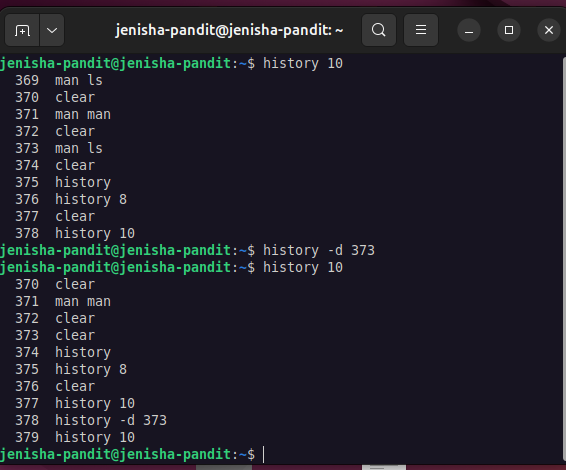 jenisha-pandit@jenisha-pandit: ~
jenisha-pandit@jenisha-pandit:~$ history 10
369 man ls
370 clear
371 man man
372 clear
373 man ls
374 clear
375 history
376 history 8
377 clear
378 history 10
jenisha-pandit@jenisha-pandit:~$ history -d 373
jenisha-pandit@jenisha-pandit:~$ history 10
370 clear
371 man man
372 clear
373 clear
374 history
375 history 8
376 clear
377 history 10
378 history -d 373
379 history 10
jenisha-pandit@jenisha-pandit:~$